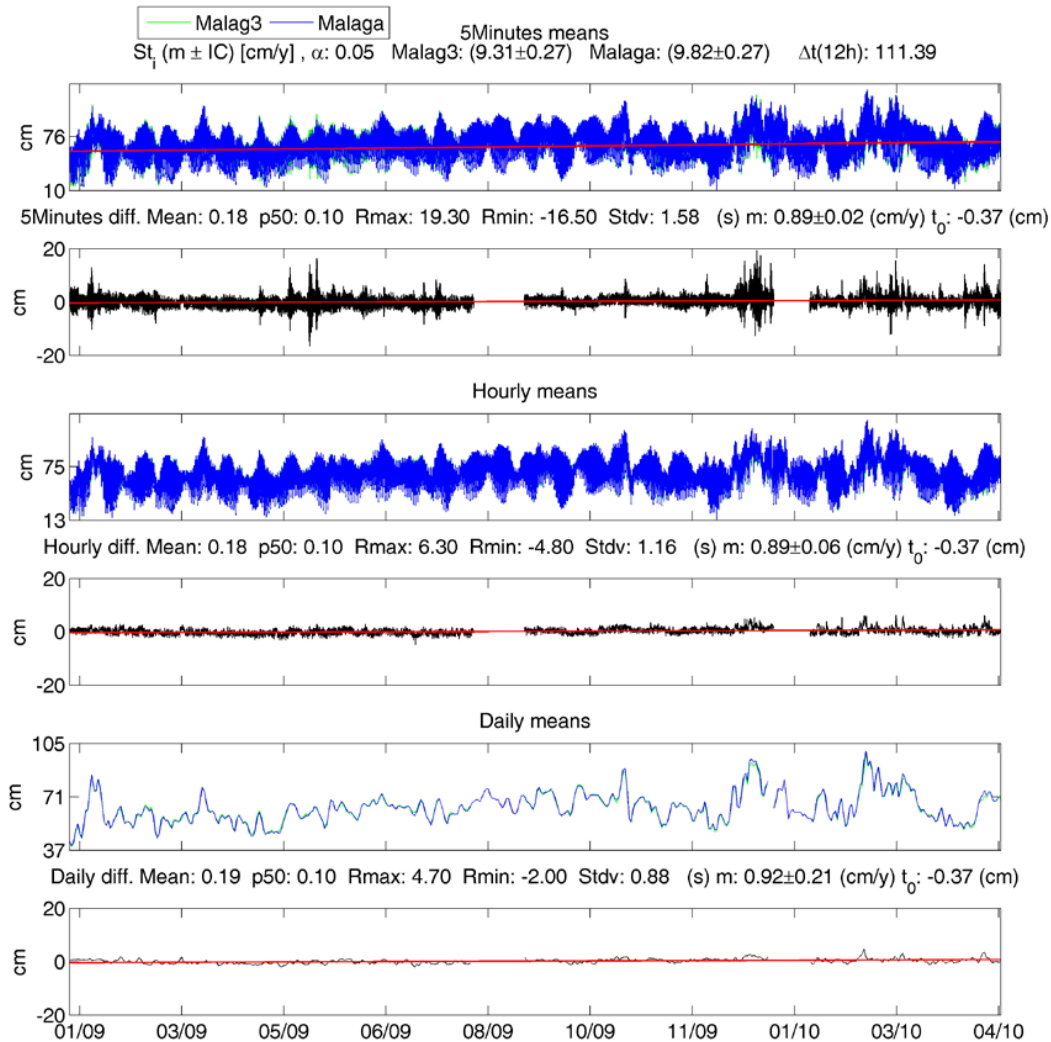 Malag3 Malaga
5Minutes means
St_i (m ± IC) [cm/y] , α: 0.05 Malag3: (9.31±0.27) Malaga: (9.82±0.27) Δt(12h): 111.39
cm
76
10
5Minutes diff. Mean: 0.18 p50: 0.10 Rmax: 19.30 Rmin: -16.50 Stdv: 1.58 (s) m: 0.89±0.02 (cm/y) t_0: -0.37 (cm)
20
cm
0
-20
Hourly means
cm
75
13
Hourly diff. Mean: 0.18 p50: 0.10 Rmax: 6.30 Rmin: -4.80 Stdv: 1.16 (s) m: 0.89±0.06 (cm/y) t_0: -0.37 (cm)
20
cm
0
-20
Daily means
105
cm
71
37
Daily diff. Mean: 0.19 p50: 0.10 Rmax: 4.70 Rmin: -2.00 Stdv: 0.88 (s) m: 0.92±0.21 (cm/y) t_0: -0.37 (cm)
20
cm
0
-20
01/09 03/09 05/09 06/09 08/09 10/09 11/09 01/10 03/10 04/10